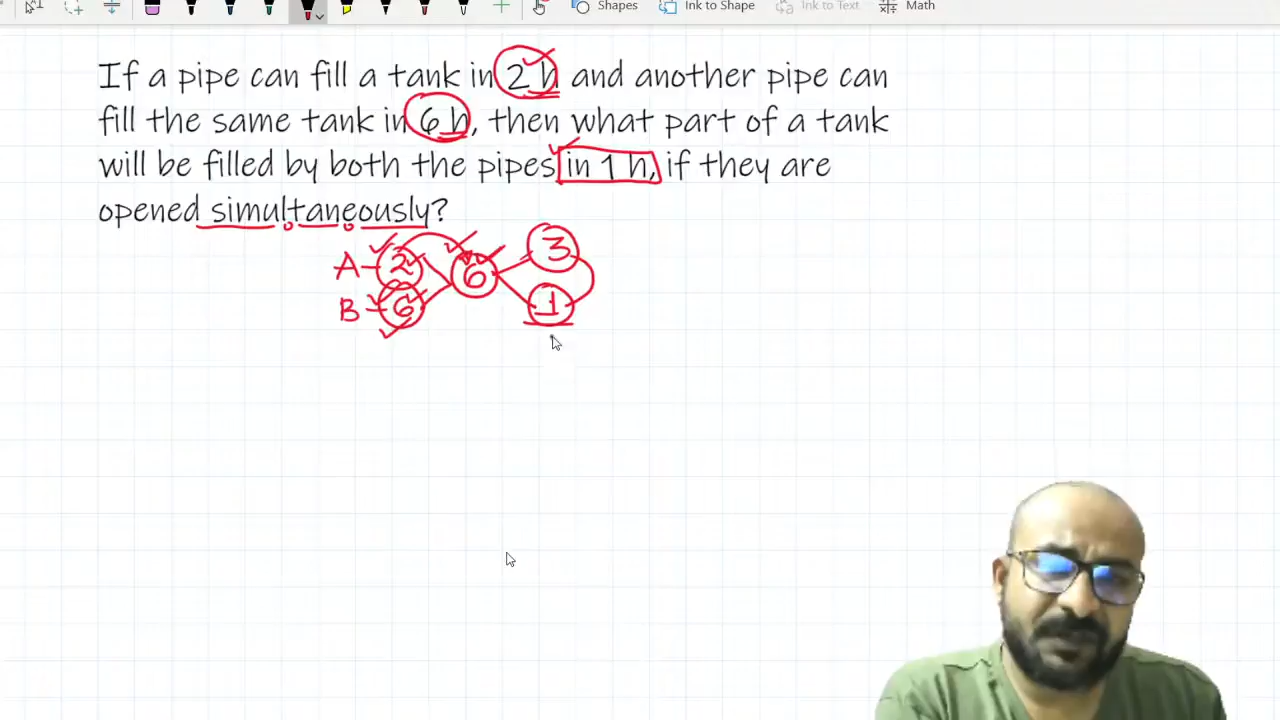 Shapes Ink to Shape Ink to Text Math
If a pipe can fill a tank in 2 h and another pipe can
fill the same tank in 6 h, then what part of a tank
will be filled by both the pipes in 1 h, if they are
opened simultaneously?
A - 2 6 3
B - 6 1